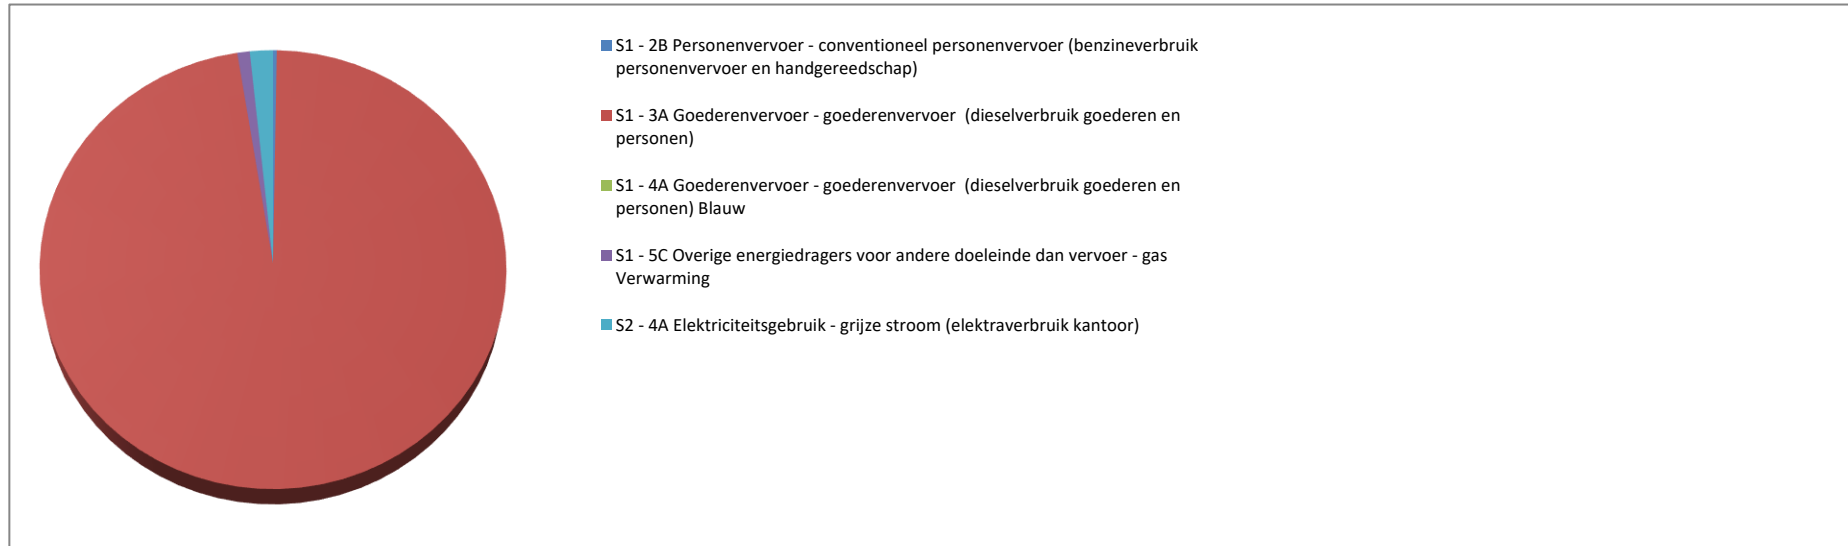 S1 - 2B Personenvervoer - conventioneel personenvervoer (benzineverbruik
personenvervoer en handgereedschap)
S1 - 3A Goederenvervoer - goederenvervoer  (dieselverbruik goederen en
personen)
S1 - 4A Goederenvervoer - goederenvervoer  (dieselverbruik goederen en
personen) Blauw
S1 - 5C Overige energiedragers voor andere doeleinde dan vervoer - gas
Verwarming
S2 - 4A Elektriciteitsgebruik - grijze stroom (elektraverbruik kantoor)